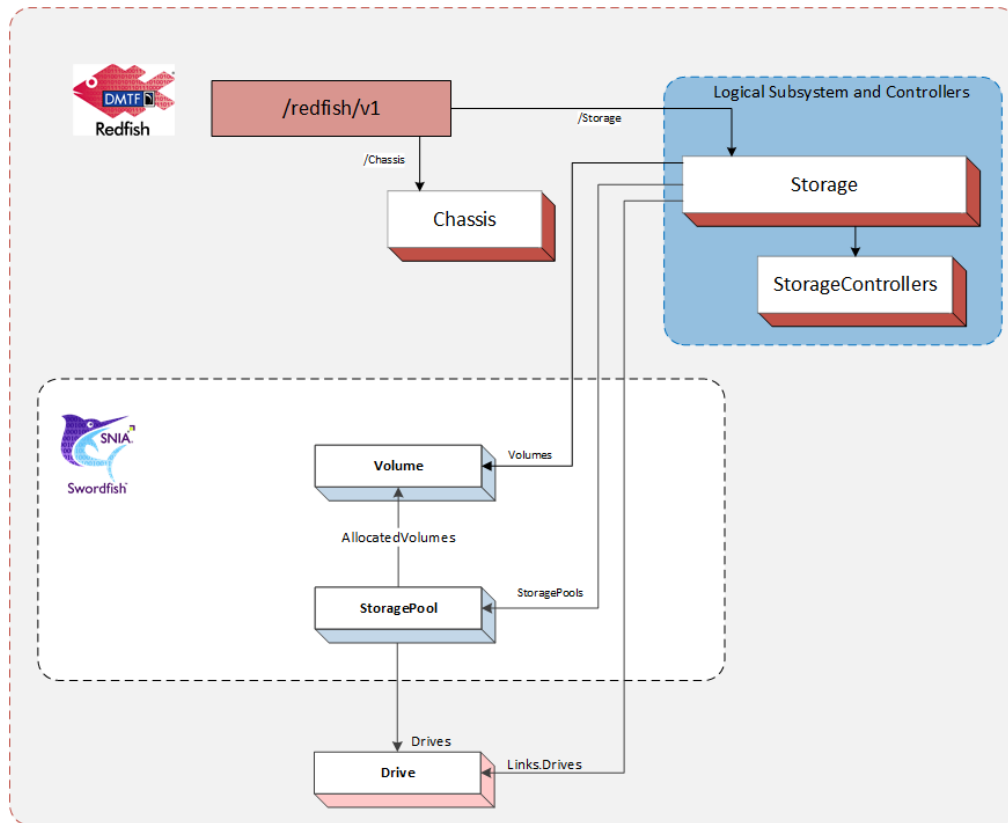 DMTF
Redfish
/redfish/v1
/Storage
/Chassis
Chassis
Logical Subsystem and Controllers
Storage
StorageControllers
SNIA
Swordfish
Volume
Volumes
AllocatedVolumes
StoragePool
StoragePools
Drives
Drive
Links.Drives